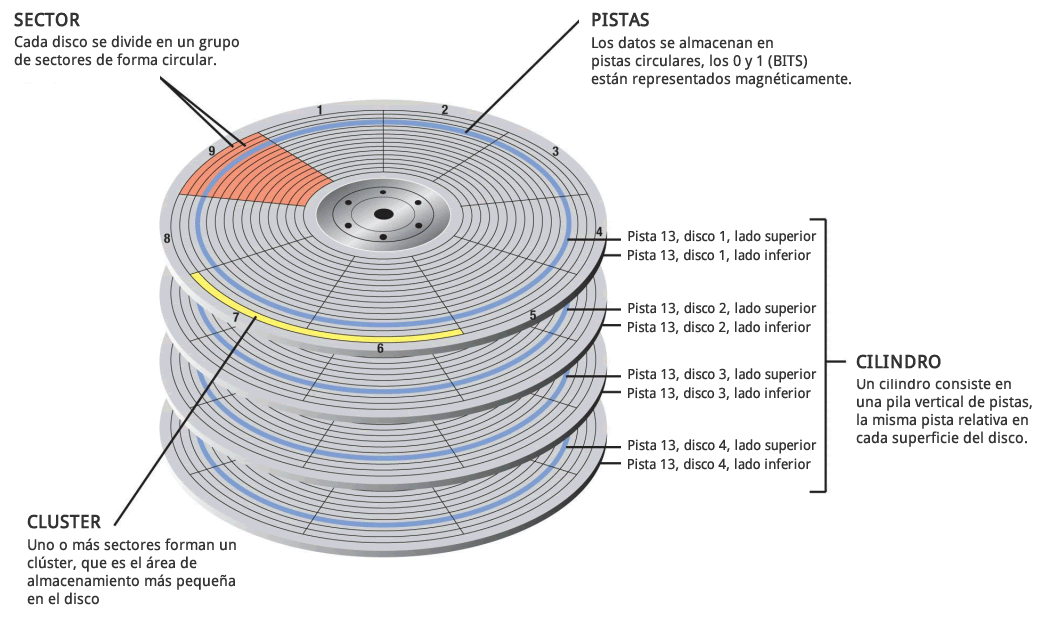 SECTOR
Cada disco se divide en un grupo
de sectores de forma circular.
PISTAS
Los datos se almacenan en
pistas circulares, los 0 y 1 (BITS)
están representados magnéticamente.
1
2
3
4
5
6
7
8
9
Pista 13, disco 1, lado superior
Pista 13, disco 1, lado inferior
Pista 13, disco 2, lado superior
Pista 13, disco 2, lado inferior
Pista 13, disco 3, lado superior
Pista 13, disco 3, lado inferior
Pista 13, disco 4, lado superior
Pista 13, disco 4, lado inferior
CILINDRO
Un cilindro consiste en
una pila vertical de pistas,
la misma pista relativa en
cada superficie del disco.
CLUSTER
Uno o más sectores forman un
clúster, que es el área de
almacenamiento más pequeña
en el disco